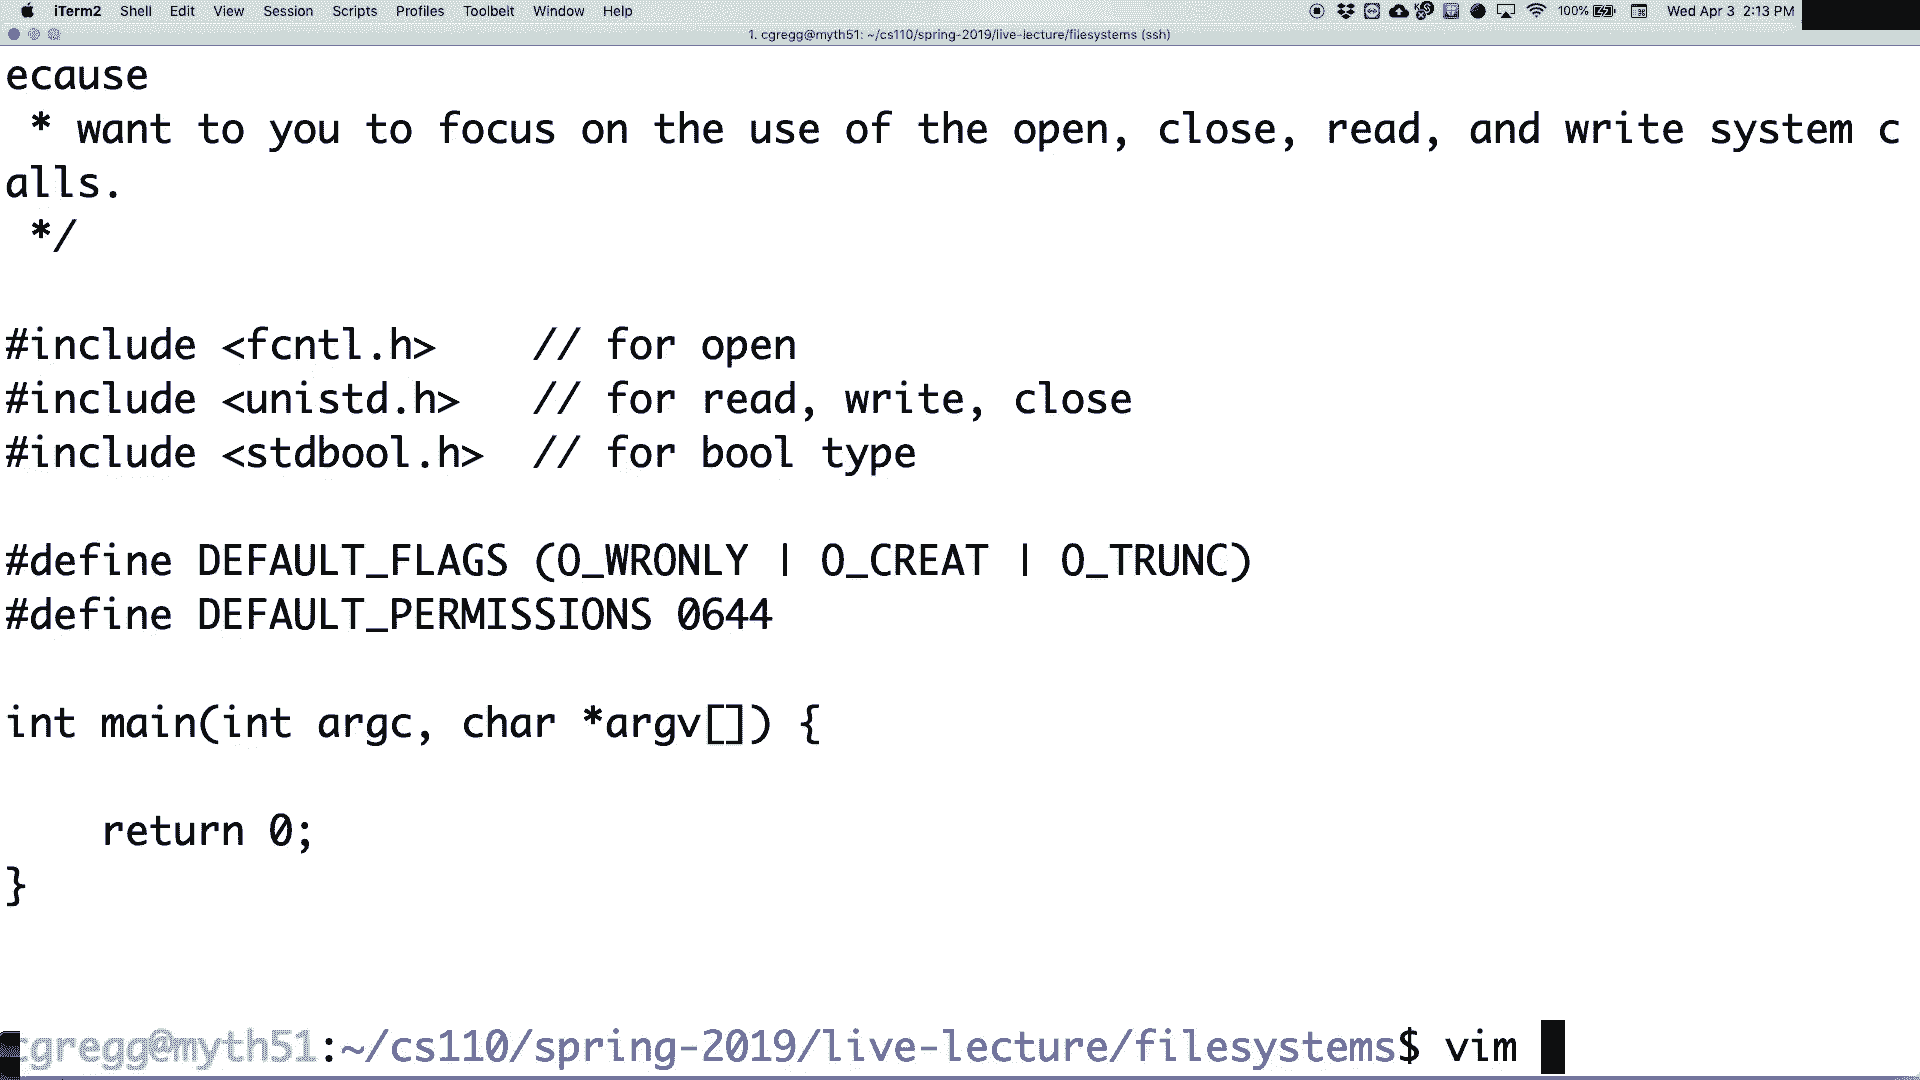 iTerm2 Shell Edit View Session Scripts Profiles Toolbelt Window Help 100% Wed Apr 3 2:13 PM
1. cgregg@myth51: ~/cs110/spring-2019/live-lecture/filesystems (ssh)
ecause
 * want to you to focus on the use of the open, close, read, and write system c
alls.
 */
#include <fcntl.h>    // for open
#include <unistd.h>   // for read, write, close
#include <stdbool.h>  // for bool type
#define DEFAULT_FLAGS (O_WRONLY | O_CREAT | O_TRUNC)
#define DEFAULT_PERMISSIONS 0644
int main(int argc, char *argv[]) {
    return 0;
}
cgregg@myth51:~/cs110/spring-2019/live-lecture/filesystems$ vim